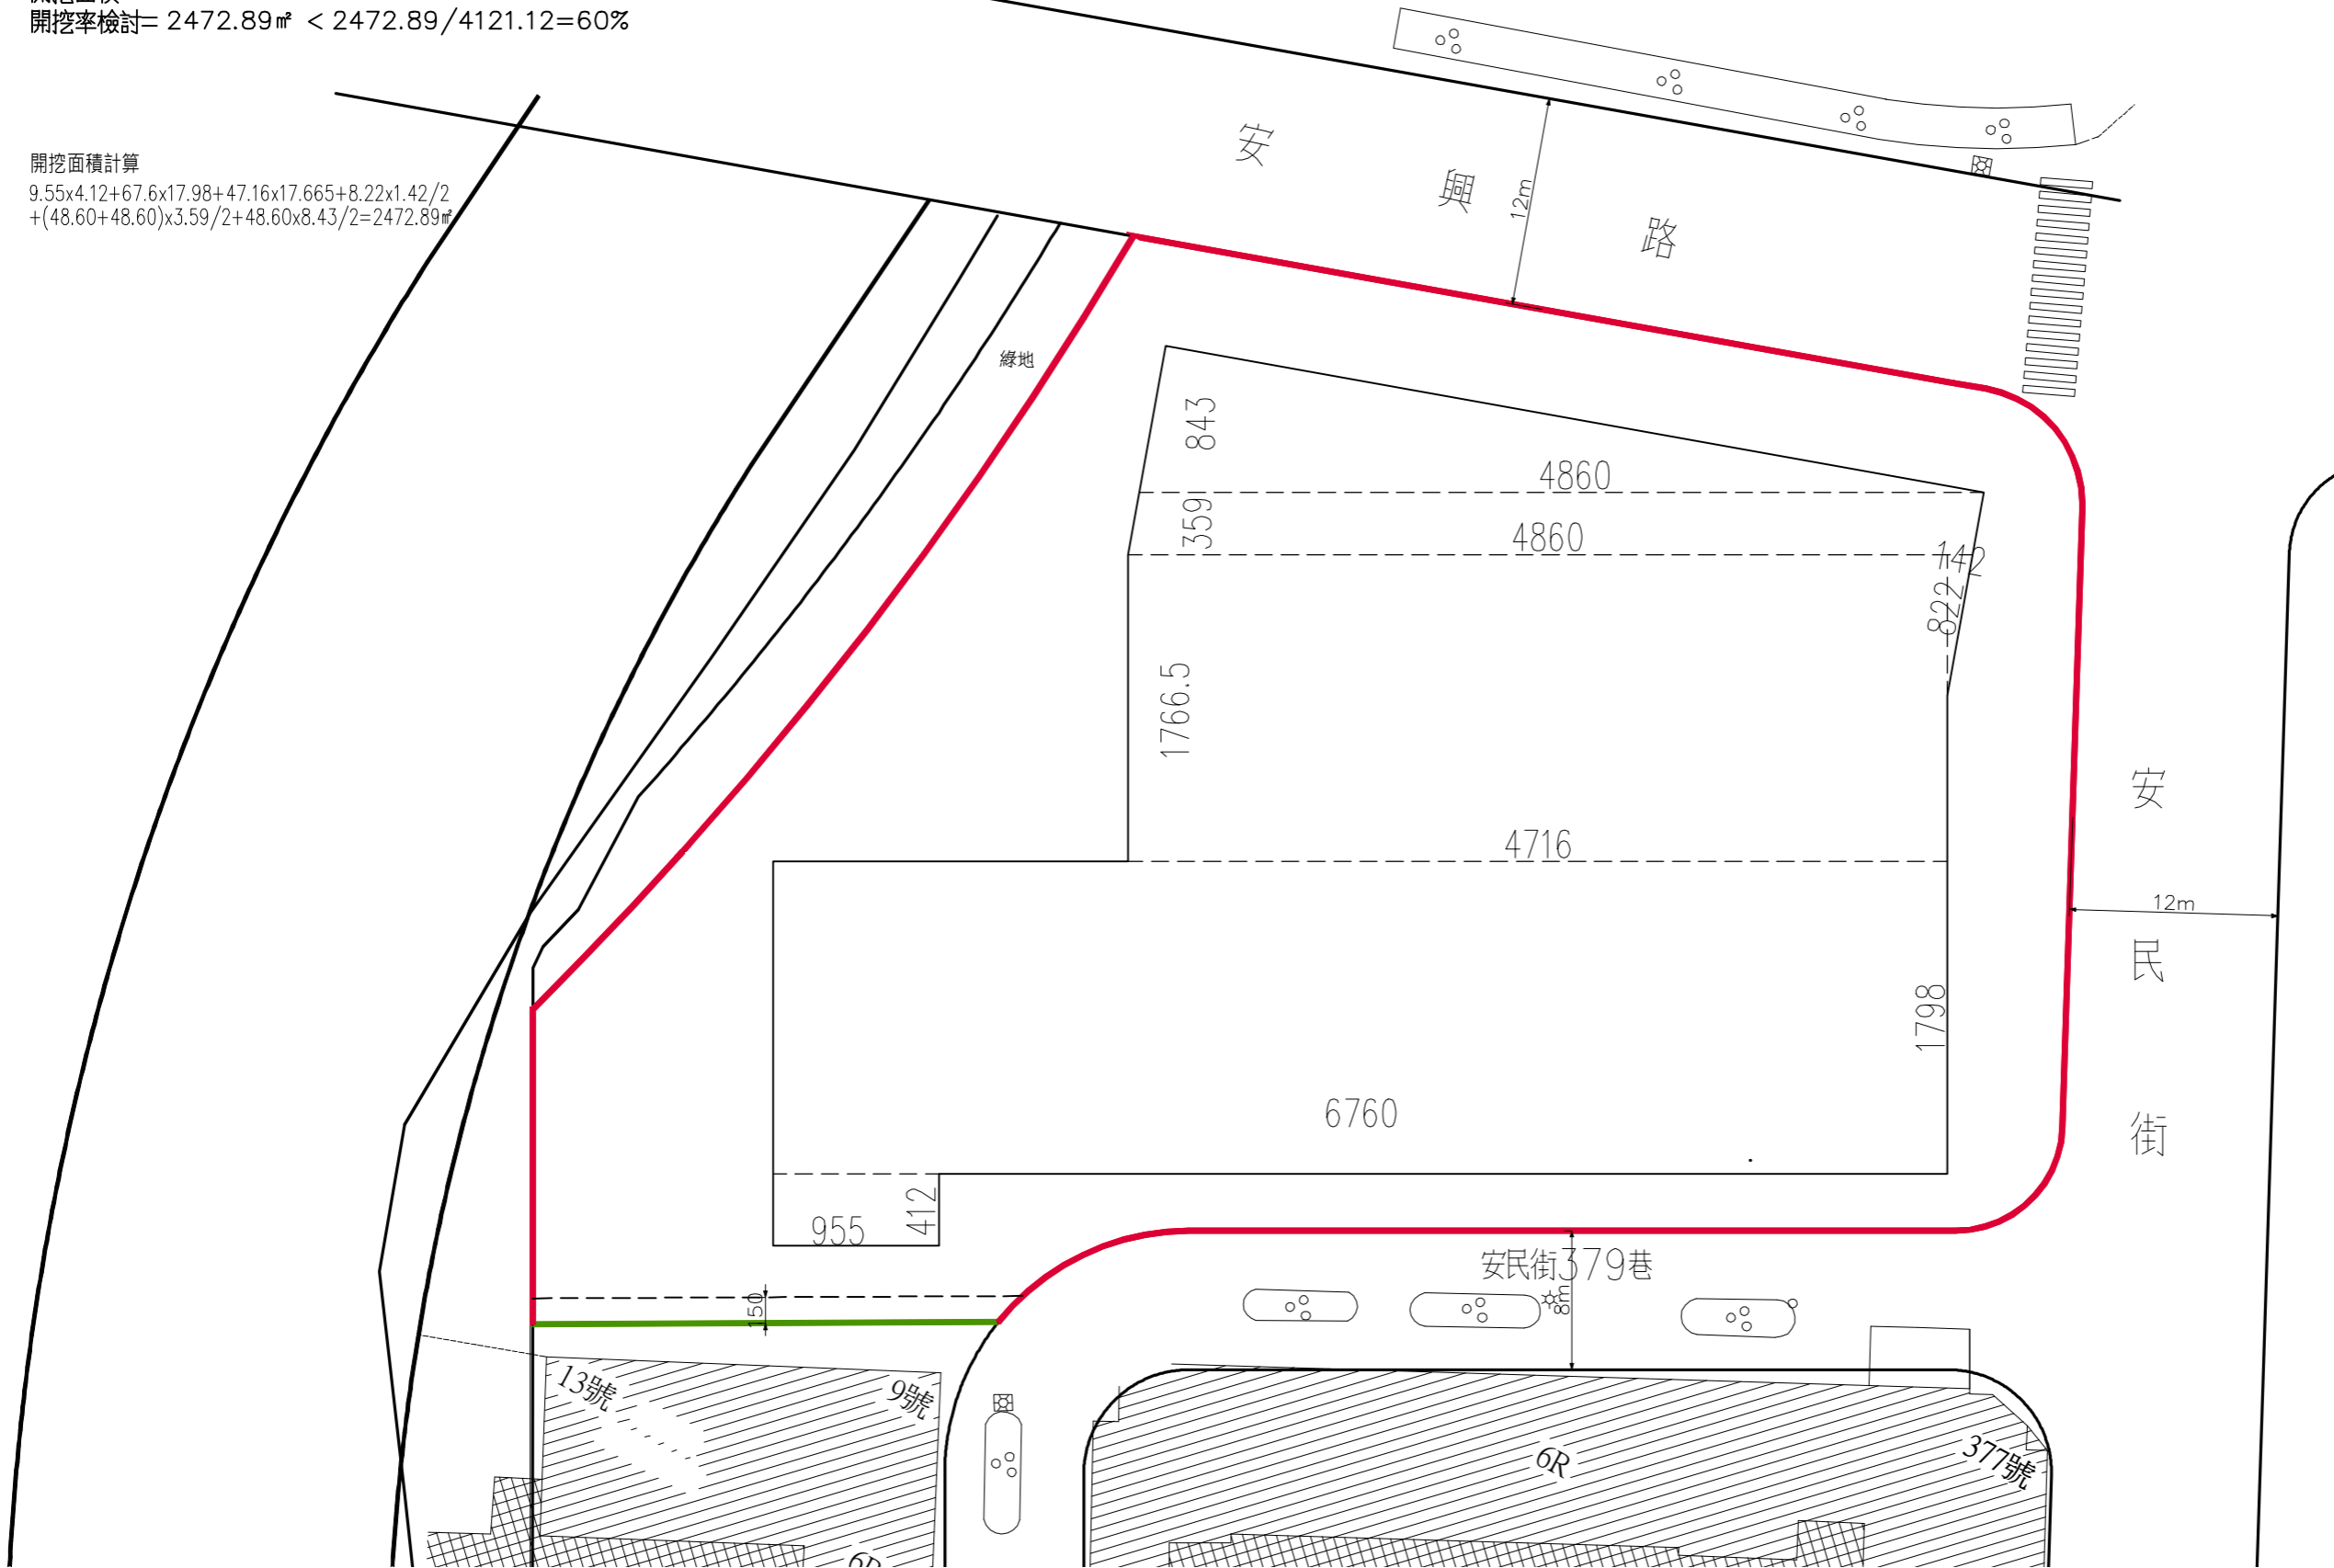 開挖率檢討= 2472.89㎡ < 2472.89/4121.12=60%
開挖面積計算
9.55x4.12+67.6x17.98+47.16x17.665+8.22x1.42/2
+(48.60+48.60)x3.59/2+48.60x8.43/2=2472.89㎡
安
興
路
12m
綠地
843
4860
359
4860
142
822
1766.5
4716
安
民
街
12m
1798
6760
412
955
安民街379巷
8m
150
13號
9號
6R
377號